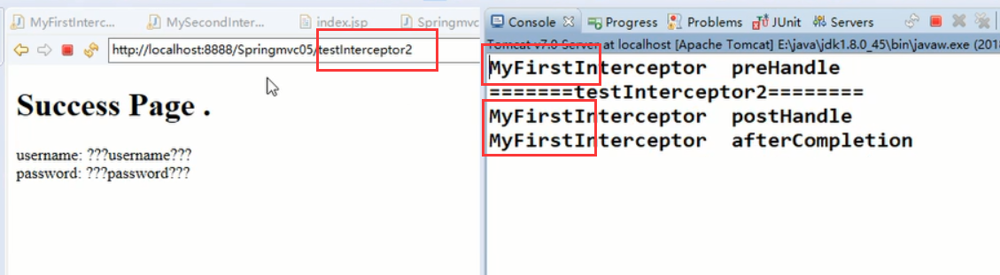 MyFirstInterc...
MySecondInter...
index.jsp
Springmvc
http://localhost:8888/Springmvc05/testInterceptor2
Success Page .
username: ???username???
password: ???password???
Console
Progress
Problems
JUnit
Servers
Tomcat v7.0 Server at localhost [Apache Tomcat] E:\java\jdk1.8.0_45\bin\javaw.exe (2018
MyFirstInterceptor  preHandle
=======testInterceptor2========
MyFirstInterceptor  postHandle
MyFirstInterceptor  afterCompletion